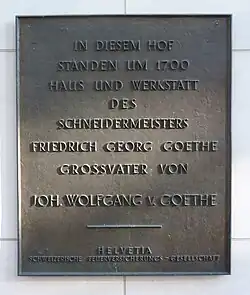 IN DIESEM HOF
STANDEN UM 1700
HAUS UND WERKSTATT
DES
SCHNEIDERMEISTERS
FRIEDRICH GEORG GOETHE
GROSSVATER VON
JOH. WOLFGANG v. GOETHE
HELVETIA
SCHWEIZERISCHE FEUERVERSICHERUNGS-GESELLSCHAFT